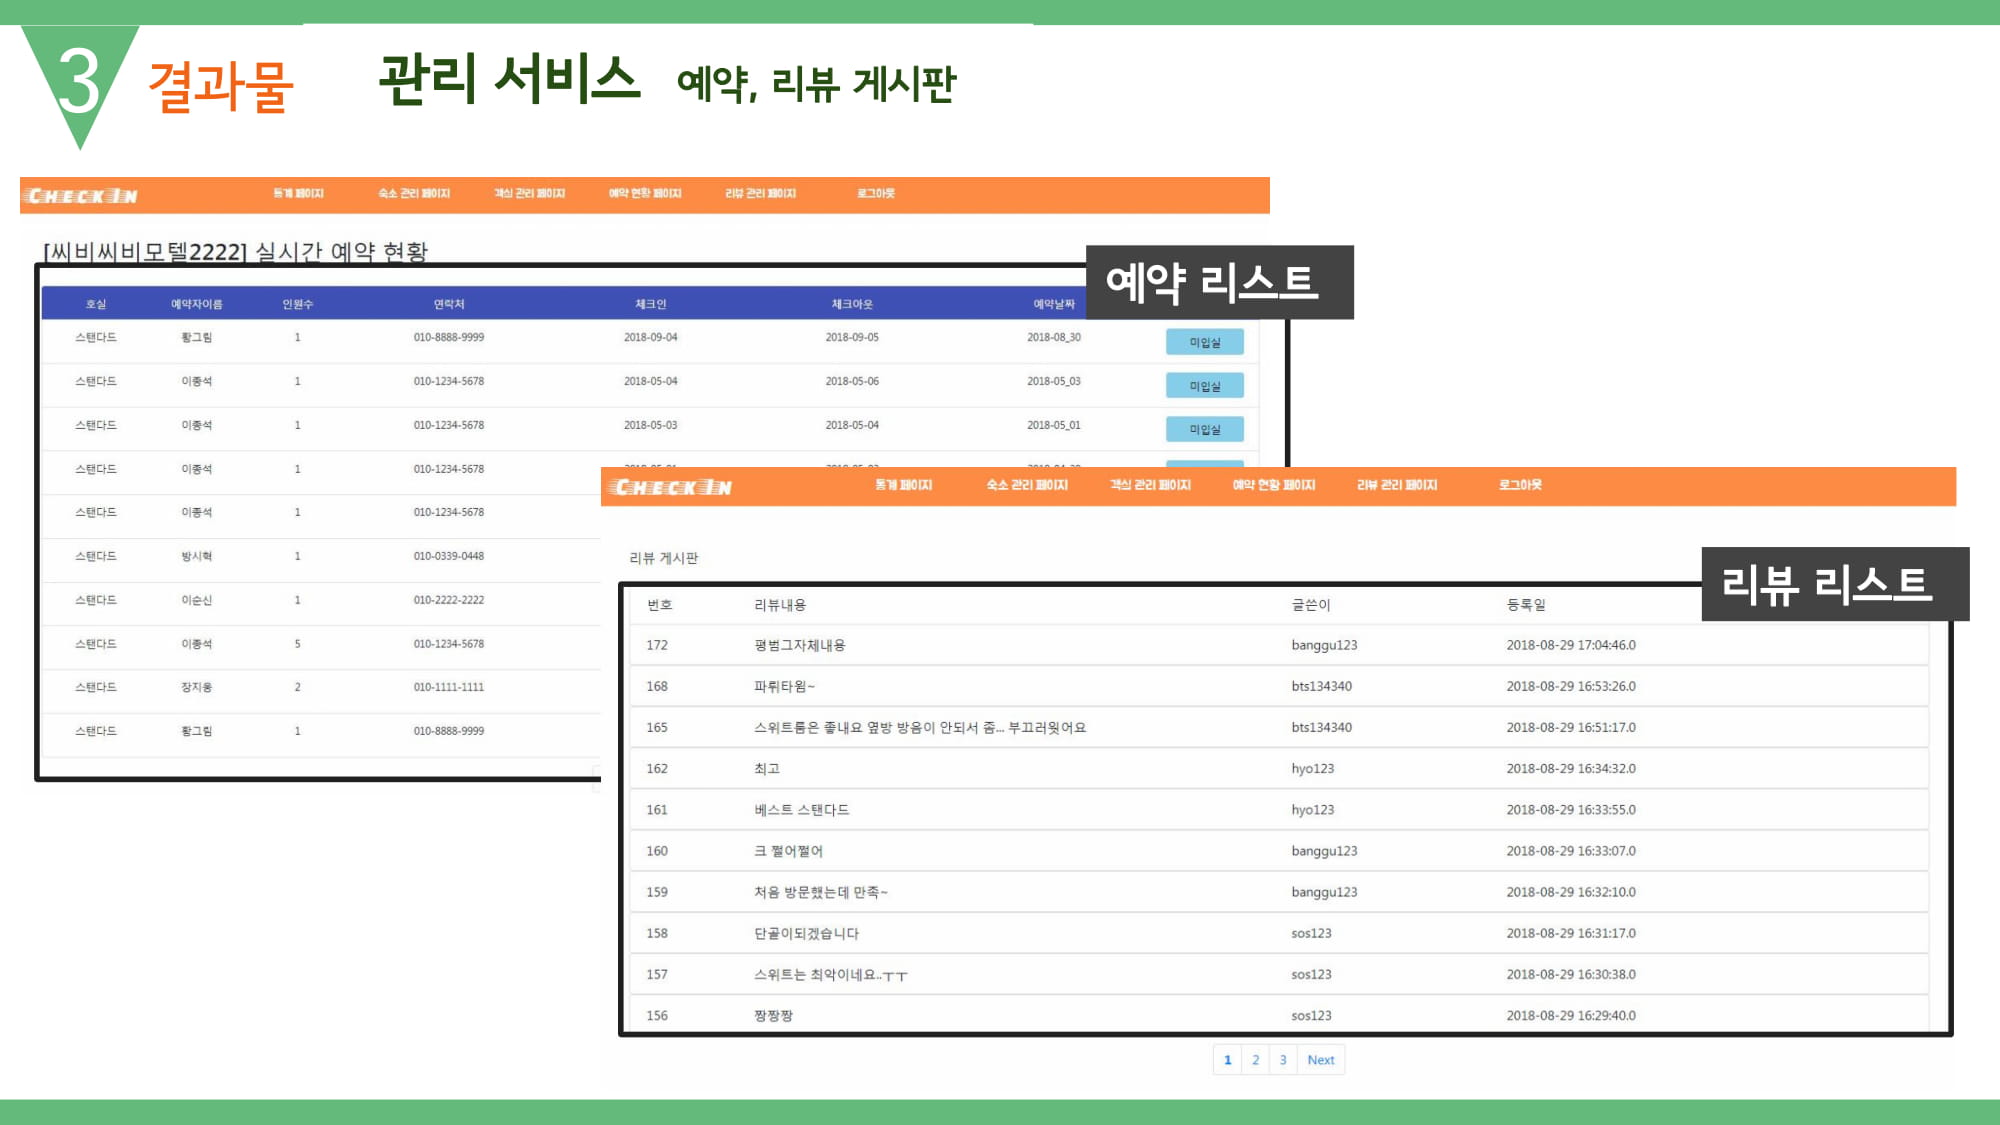 3 결과물 관리 서비스 예약, 리뷰 게시판
CHECKIN 통계 페이지 숙소 관리 페이지 객실 관리 페이지 예약 현황 페이지 리뷰 관리 페이지 로그아웃
[씨비씨비모텔2222] 실시간 예약 현황
예약 리스트
호실 예약자이름 인원수 연락처 체크인 체크아웃 예약날짜
스탠다드 황그림 1 010-8888-9999 2018-09-04 2018-09-05 2018-08_30 미입실
스탠다드 이종석 1 010-1234-5678 2018-05-04 2018-05-06 2018-05_03 미입실
스탠다드 이종석 1 010-1234-5678 2018-05-03 2018-05-04 2018-05_01 미입실
스탠다드 이종석 1 010-1234-5678
스탠다드 이종석 1 010-1234-5678
스탠다드 방시혁 1 010-0339-0448
스탠다드 이순신 1 010-2222-2222
스탠다드 이종석 5 010-1234-5678
스탠다드 장지웅 2 010-1111-1111
스탠다드 황그림 1 010-8888-9999
CHECKIN 통계 페이지 숙소 관리 페이지 객실 관리 페이지 예약 현황 페이지 리뷰 관리 페이지 로그아웃
리뷰 게시판
리뷰 리스트
번호 리뷰내용 글쓴이 등록일
172 평범그자체내용 banggu123 2018-08-29 17:04:46.0
168 파뤼타윔~ bts134340 2018-08-29 16:53:26.0
165 스위트룸은 좋내요 옆방 방음이 안되서 좀... 부끄러웟어요 bts134340 2018-08-29 16:51:17.0
162 최고 hyo123 2018-08-29 16:34:32.0
161 베스트 스탠다드 hyo123 2018-08-29 16:33:55.0
160 크 쩔어쩔어 banggu123 2018-08-29 16:33:07.0
159 처음 방문했는데 만족~ banggu123 2018-08-29 16:32:10.0
158 단골이되겠습니다 sos123 2018-08-29 16:31:17.0
157 스위트는 최악이네요..ㅜㅜ sos123 2018-08-29 16:30:38.0
156 짱짱짱 sos123 2018-08-29 16:29:40.0
1 2 3 Next